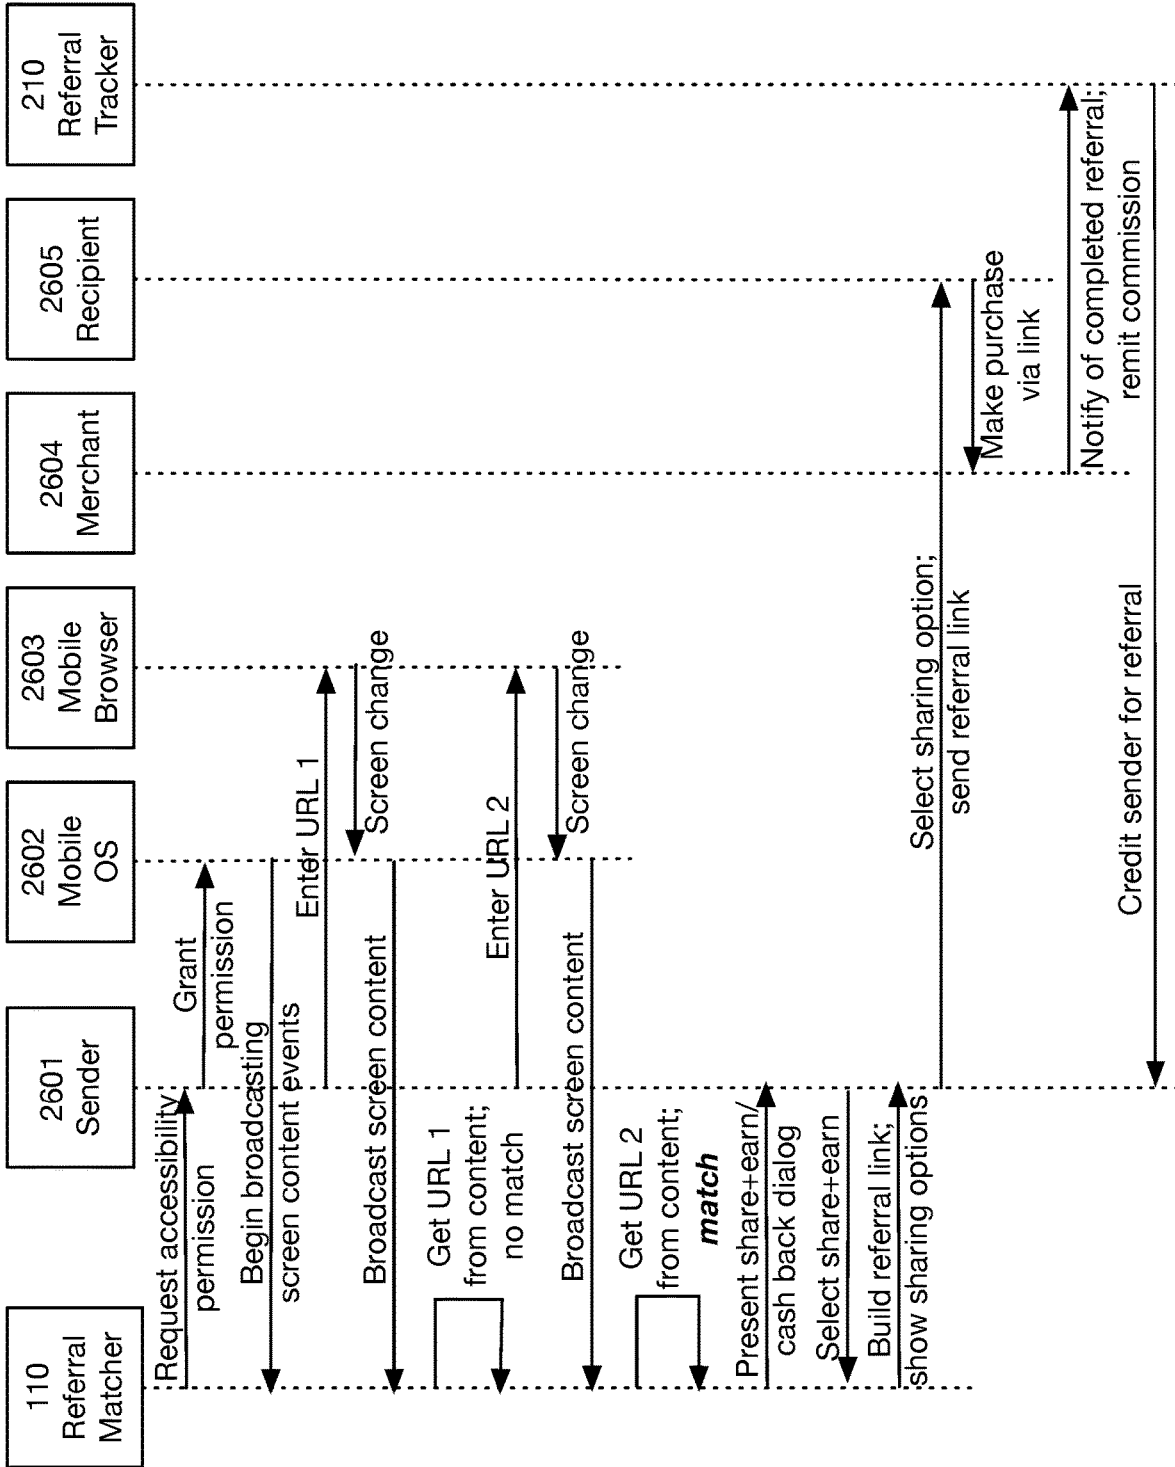 110
Referral
Matcher
2601
Sender
2602
Mobile
OS
2603
Mobile
Browser
2604
Merchant
2605
Recipient
210
Referral
Tracker
Request accessibility
permission
Grant
permission
Begin broadcasting
screen content events
Enter URL 1
Screen change
Broadcast screen content
Get URL 1
from content;
no match
Enter URL 2
Screen change
Broadcast screen content
Get URL 2
from content;
match
Present share+earn/
cash back dialog
Select share+earn
Build referral link;
show sharing options
Select sharing option;
send referral link
Make purchase
via link
Notify of completed referral;
remit commission
Credit sender for referral